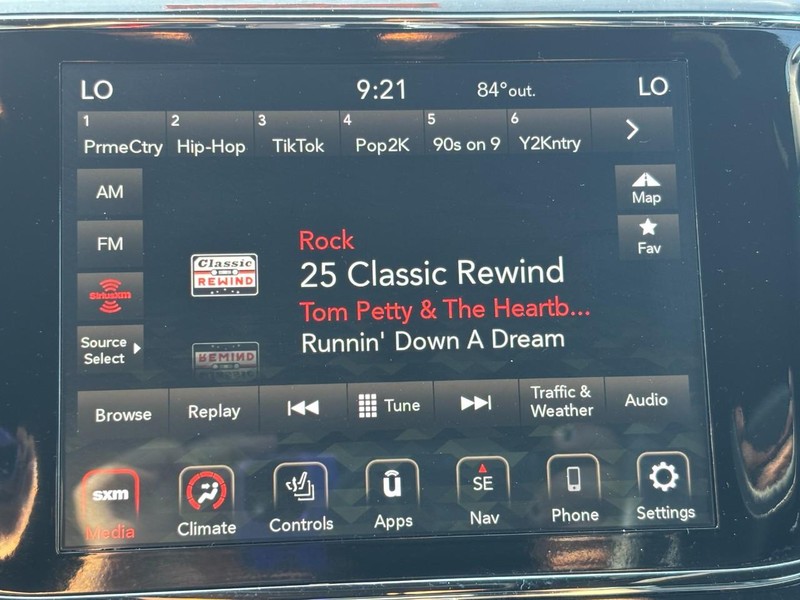 LO 9:21 84°out. LO
1 2 3 4 5 6
PrmeCtry Hip-Hop TikTok Pop2K 90s on 9 Y2Kntry
AM
Map
FM
Fav
Classic
REWIND
Rock
25 Classic Rewind
Tom Petty & The Heartb...
Runnin' Down A Dream
SiriusXM
Source
Select
Browse Replay Tune Traffic &
Weather Audio
sxm
SE
Media Climate Controls Apps Nav Phone Settings